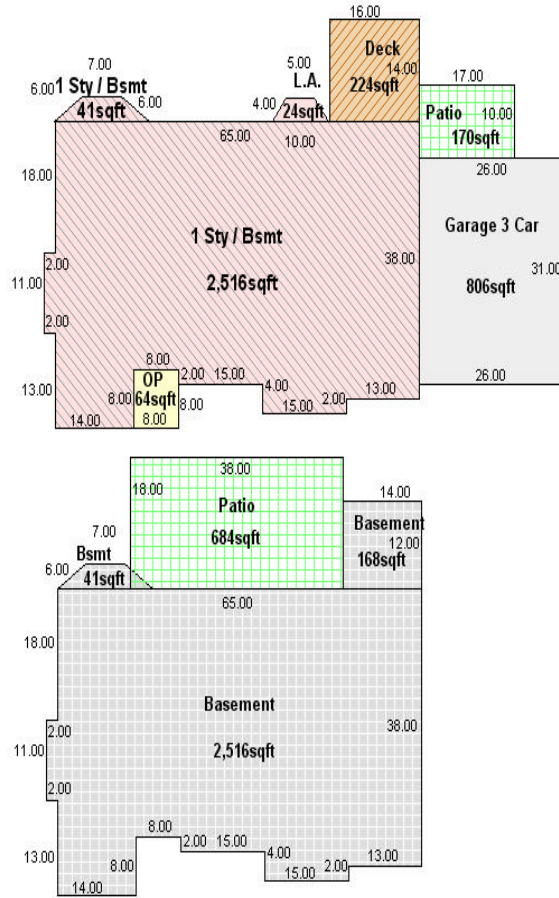 16.00
Deck
14.00
224sqft
7.00
6.00
1 Sty / Bsmt
41sqft
6.00
5.00
L.A.
4.00
24sqft
17.00
Patio
10.00
170sqft
65.00
10.00
26.00
18.00
1 Sty / Bsmt
2,516sqft
38.00
Garage 3 Car
31.00
806sqft
2.00
11.00
2.00
13.00
8.00
OP
64sqft
8.00
8.00
8.00
2.00
15.00
4.00
15.00
2.00
13.00
26.00
14.00
38.00
18.00
Patio
684sqft
14.00
Basement
12.00
168sqft
7.00
Bsmt
6.00
41sqft
65.00
18.00
Basement
2,516sqft
38.00
2.00
11.00
2.00
13.00
8.00
8.00
2.00
15.00
4.00
15.00
2.00
13.00
14.00